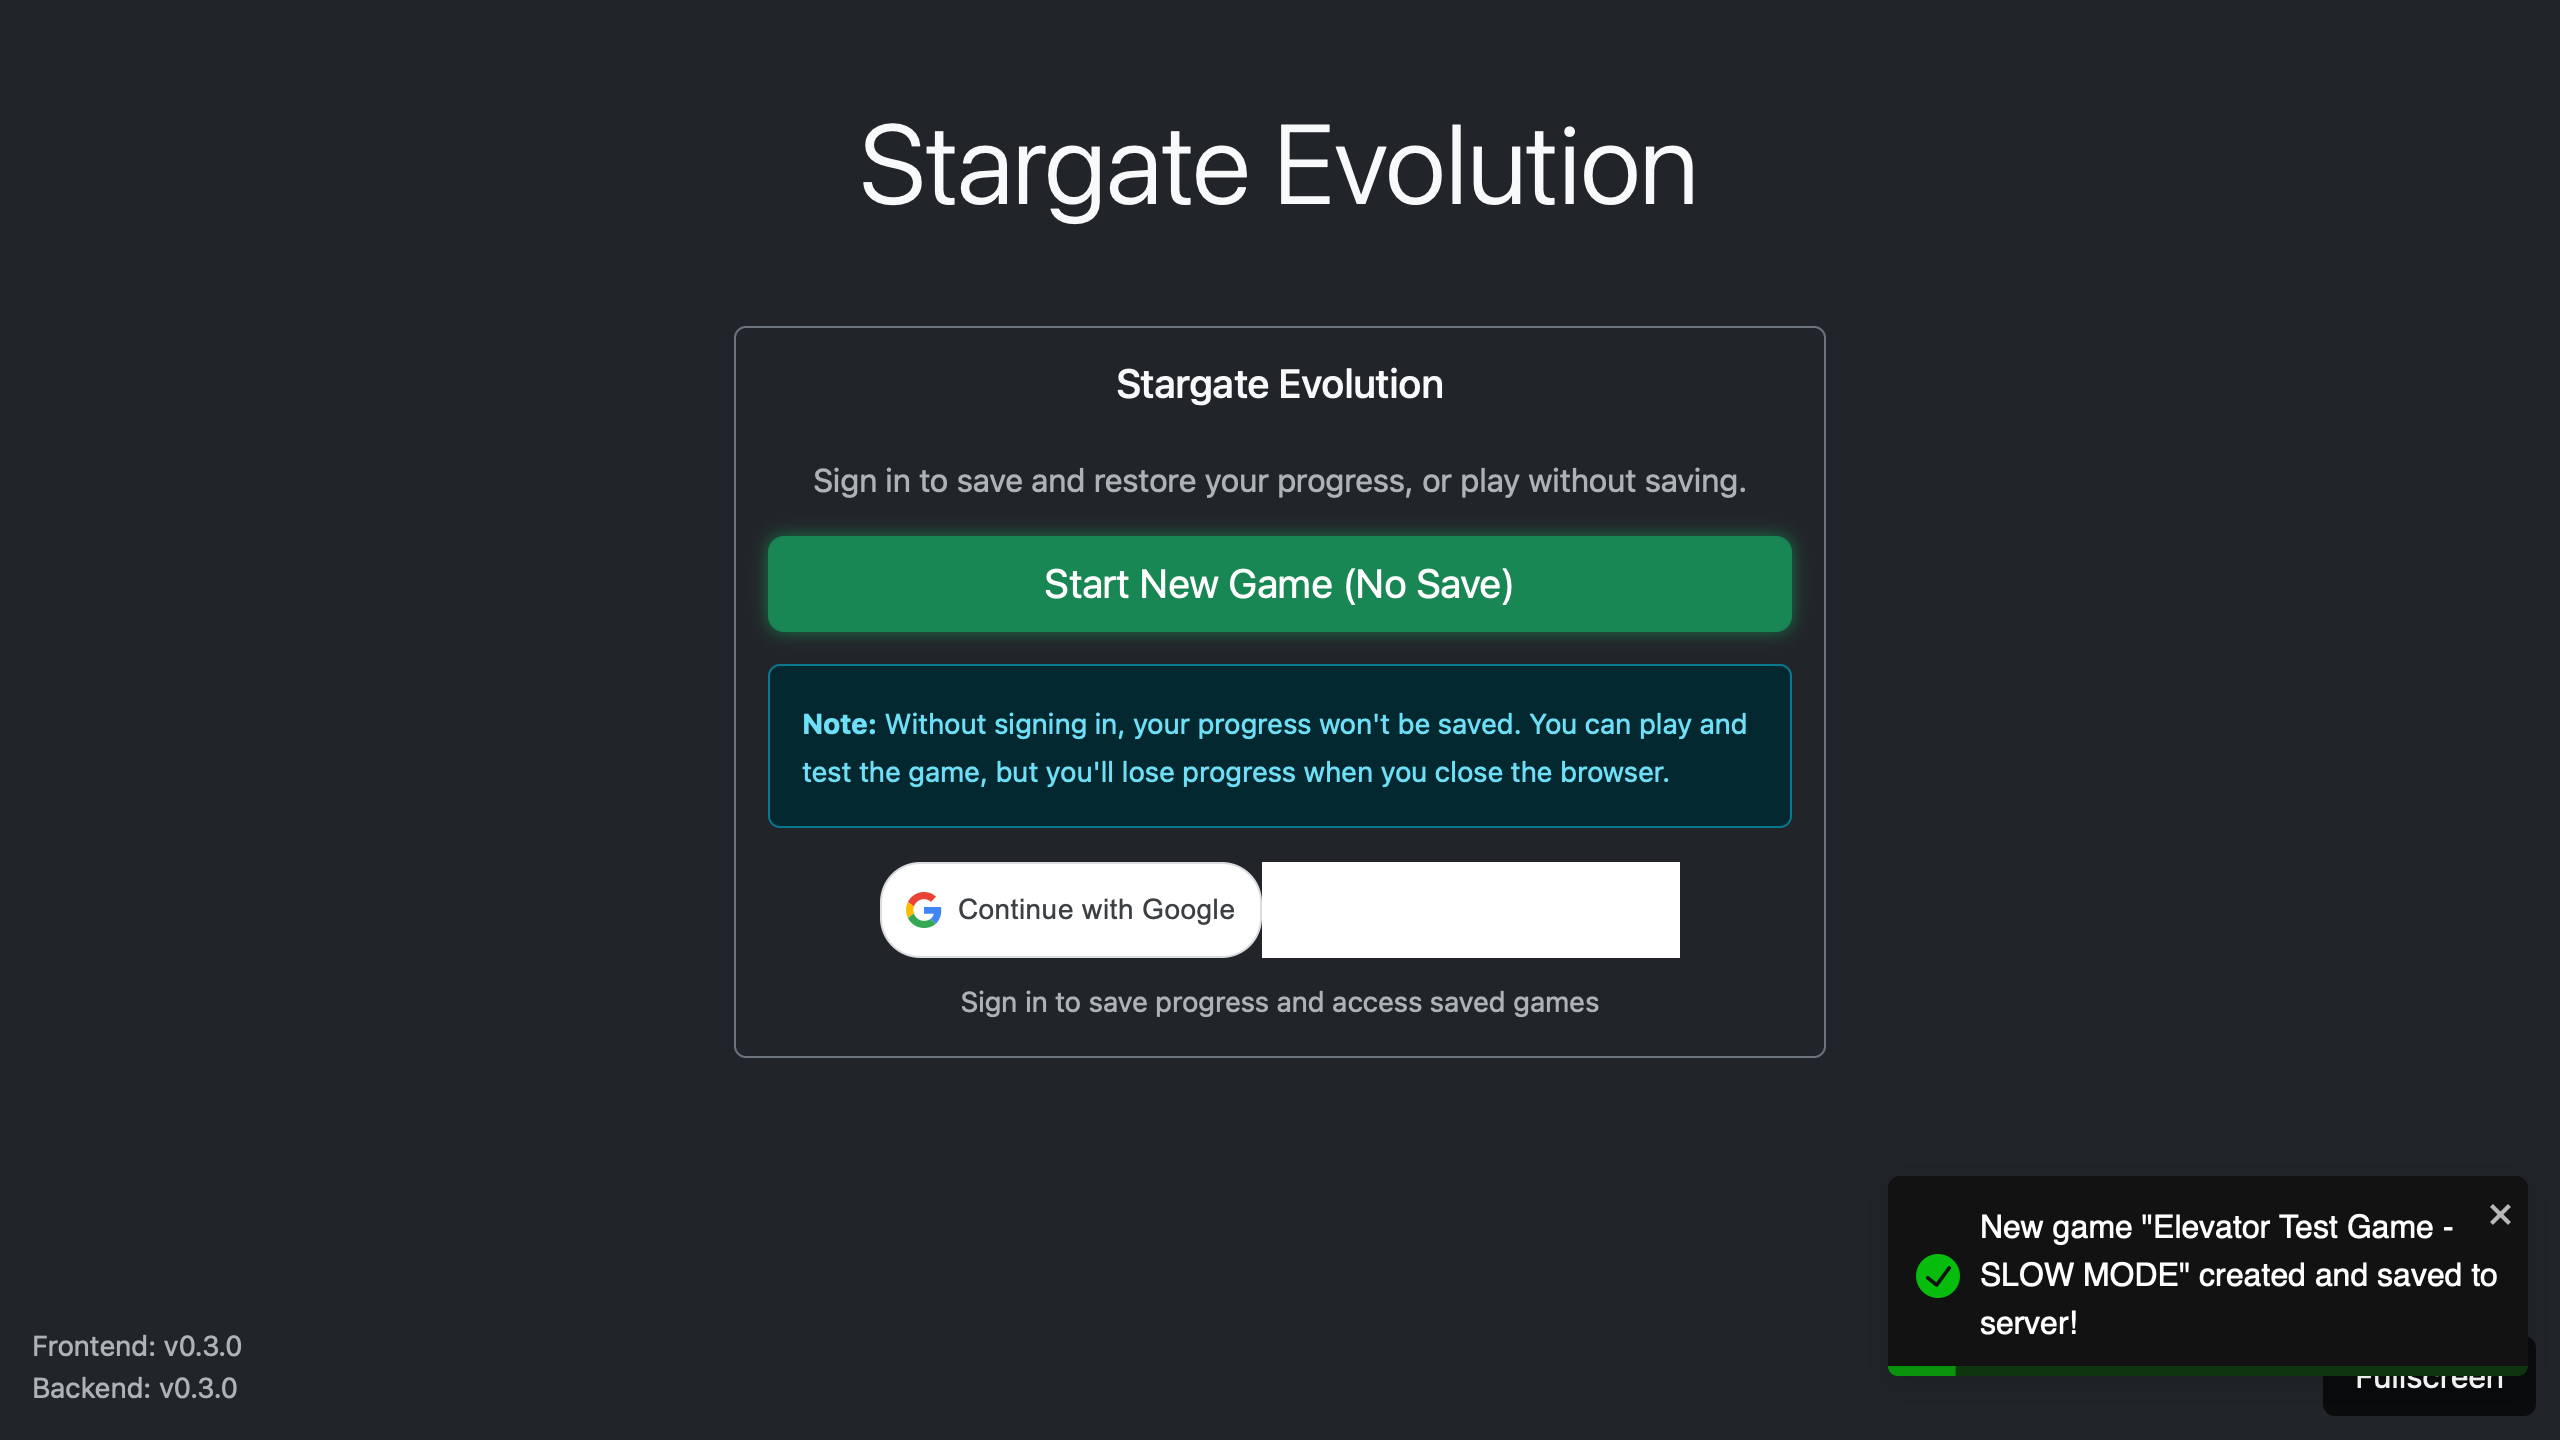 Stargate Evolution
Stargate Evolution
Sign in to save and restore your progress, or play without saving.
Start New Game (No Save)
Note: Without signing in, your progress won't be saved. You can play and
test the game, but you'll lose progress when you close the browser.
Continue with Google
Sign in to save progress and access saved games
New game "Elevator Test Game -
SLOW MODE" created and saved to
server!
Frontend: v0.3.0
Backend: v0.3.0
Fullscreen